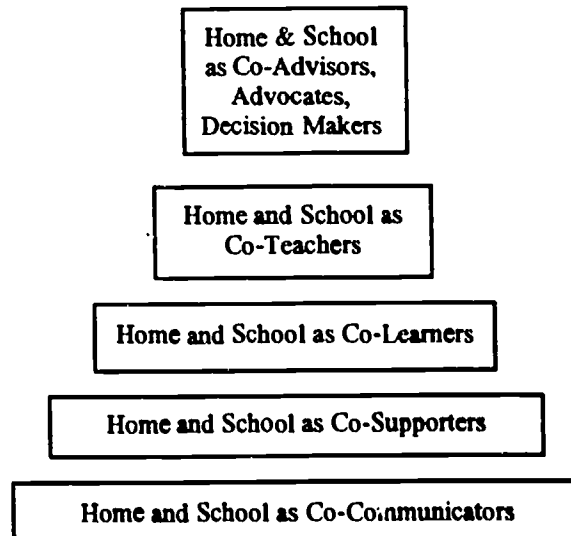 Home & School
as Co-Advisors,
Advocates,
Decision Makers
Home and School as
Co-Teachers
Home and School as Co-Learners
Home and School as Co-Supporters
Home and School as Co-Communicators